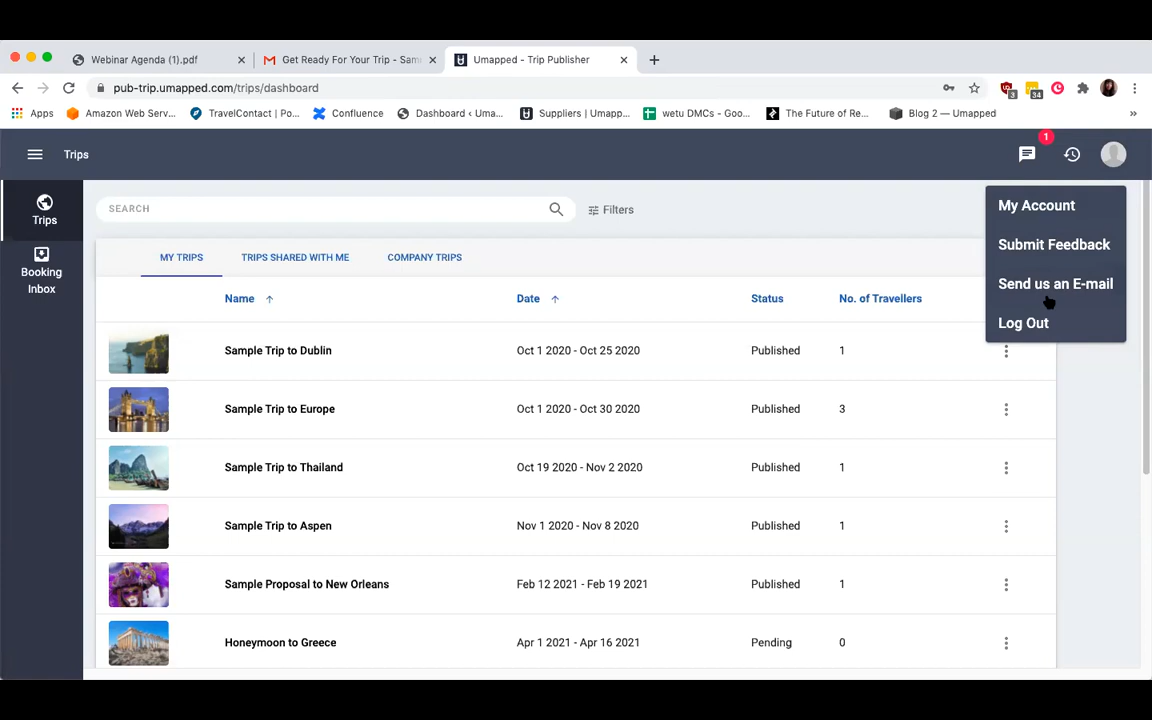 Webinar Agenda (1).pdf
Get Ready For Your Trip - Sam
Umapped - Trip Publisher
pub-trip.umapped.com/trips/dashboard
3
34
Apps
Amazon Web Serv...
TravelContact | Po...
Confluence
Dashboard ‹ Uma...
Suppliers | Umapp...
wetu DMCs - Goo...
The Future of Re...
Blog 2 — Umapped
»
Trips
1
Trips
Booking
Inbox
SEARCH
Filters
My Account
Submit Feedback
Send us an E-mail
Log Out
MY TRIPS
TRIPS SHARED WITH ME
COMPANY TRIPS
Name
Date
Status
No. of Travellers
Sample Trip to Dublin
Oct 1 2020 - Oct 25 2020
Published
1
Sample Trip to Europe
Oct 1 2020 - Oct 30 2020
Published
3
Sample Trip to Thailand
Oct 19 2020 - Nov 2 2020
Published
1
Sample Trip to Aspen
Nov 1 2020 - Nov 8 2020
Published
1
Sample Proposal to New Orleans
Feb 12 2021 - Feb 19 2021
Published
1
Honeymoon to Greece
Apr 1 2021 - Apr 16 2021
Pending
0